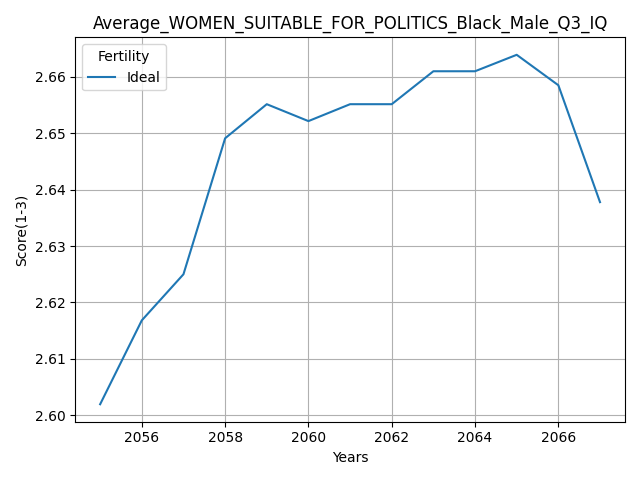 Average_WOMEN_SUITABLE_FOR_POLITICS_Black_Male_Q3_IQ
Fertility
Ideal
Score(1-3)
2.66
2.65
2.64
2.63
2.62
2.61
2.60
2056 2058 2060 2062 2064 2066
Years